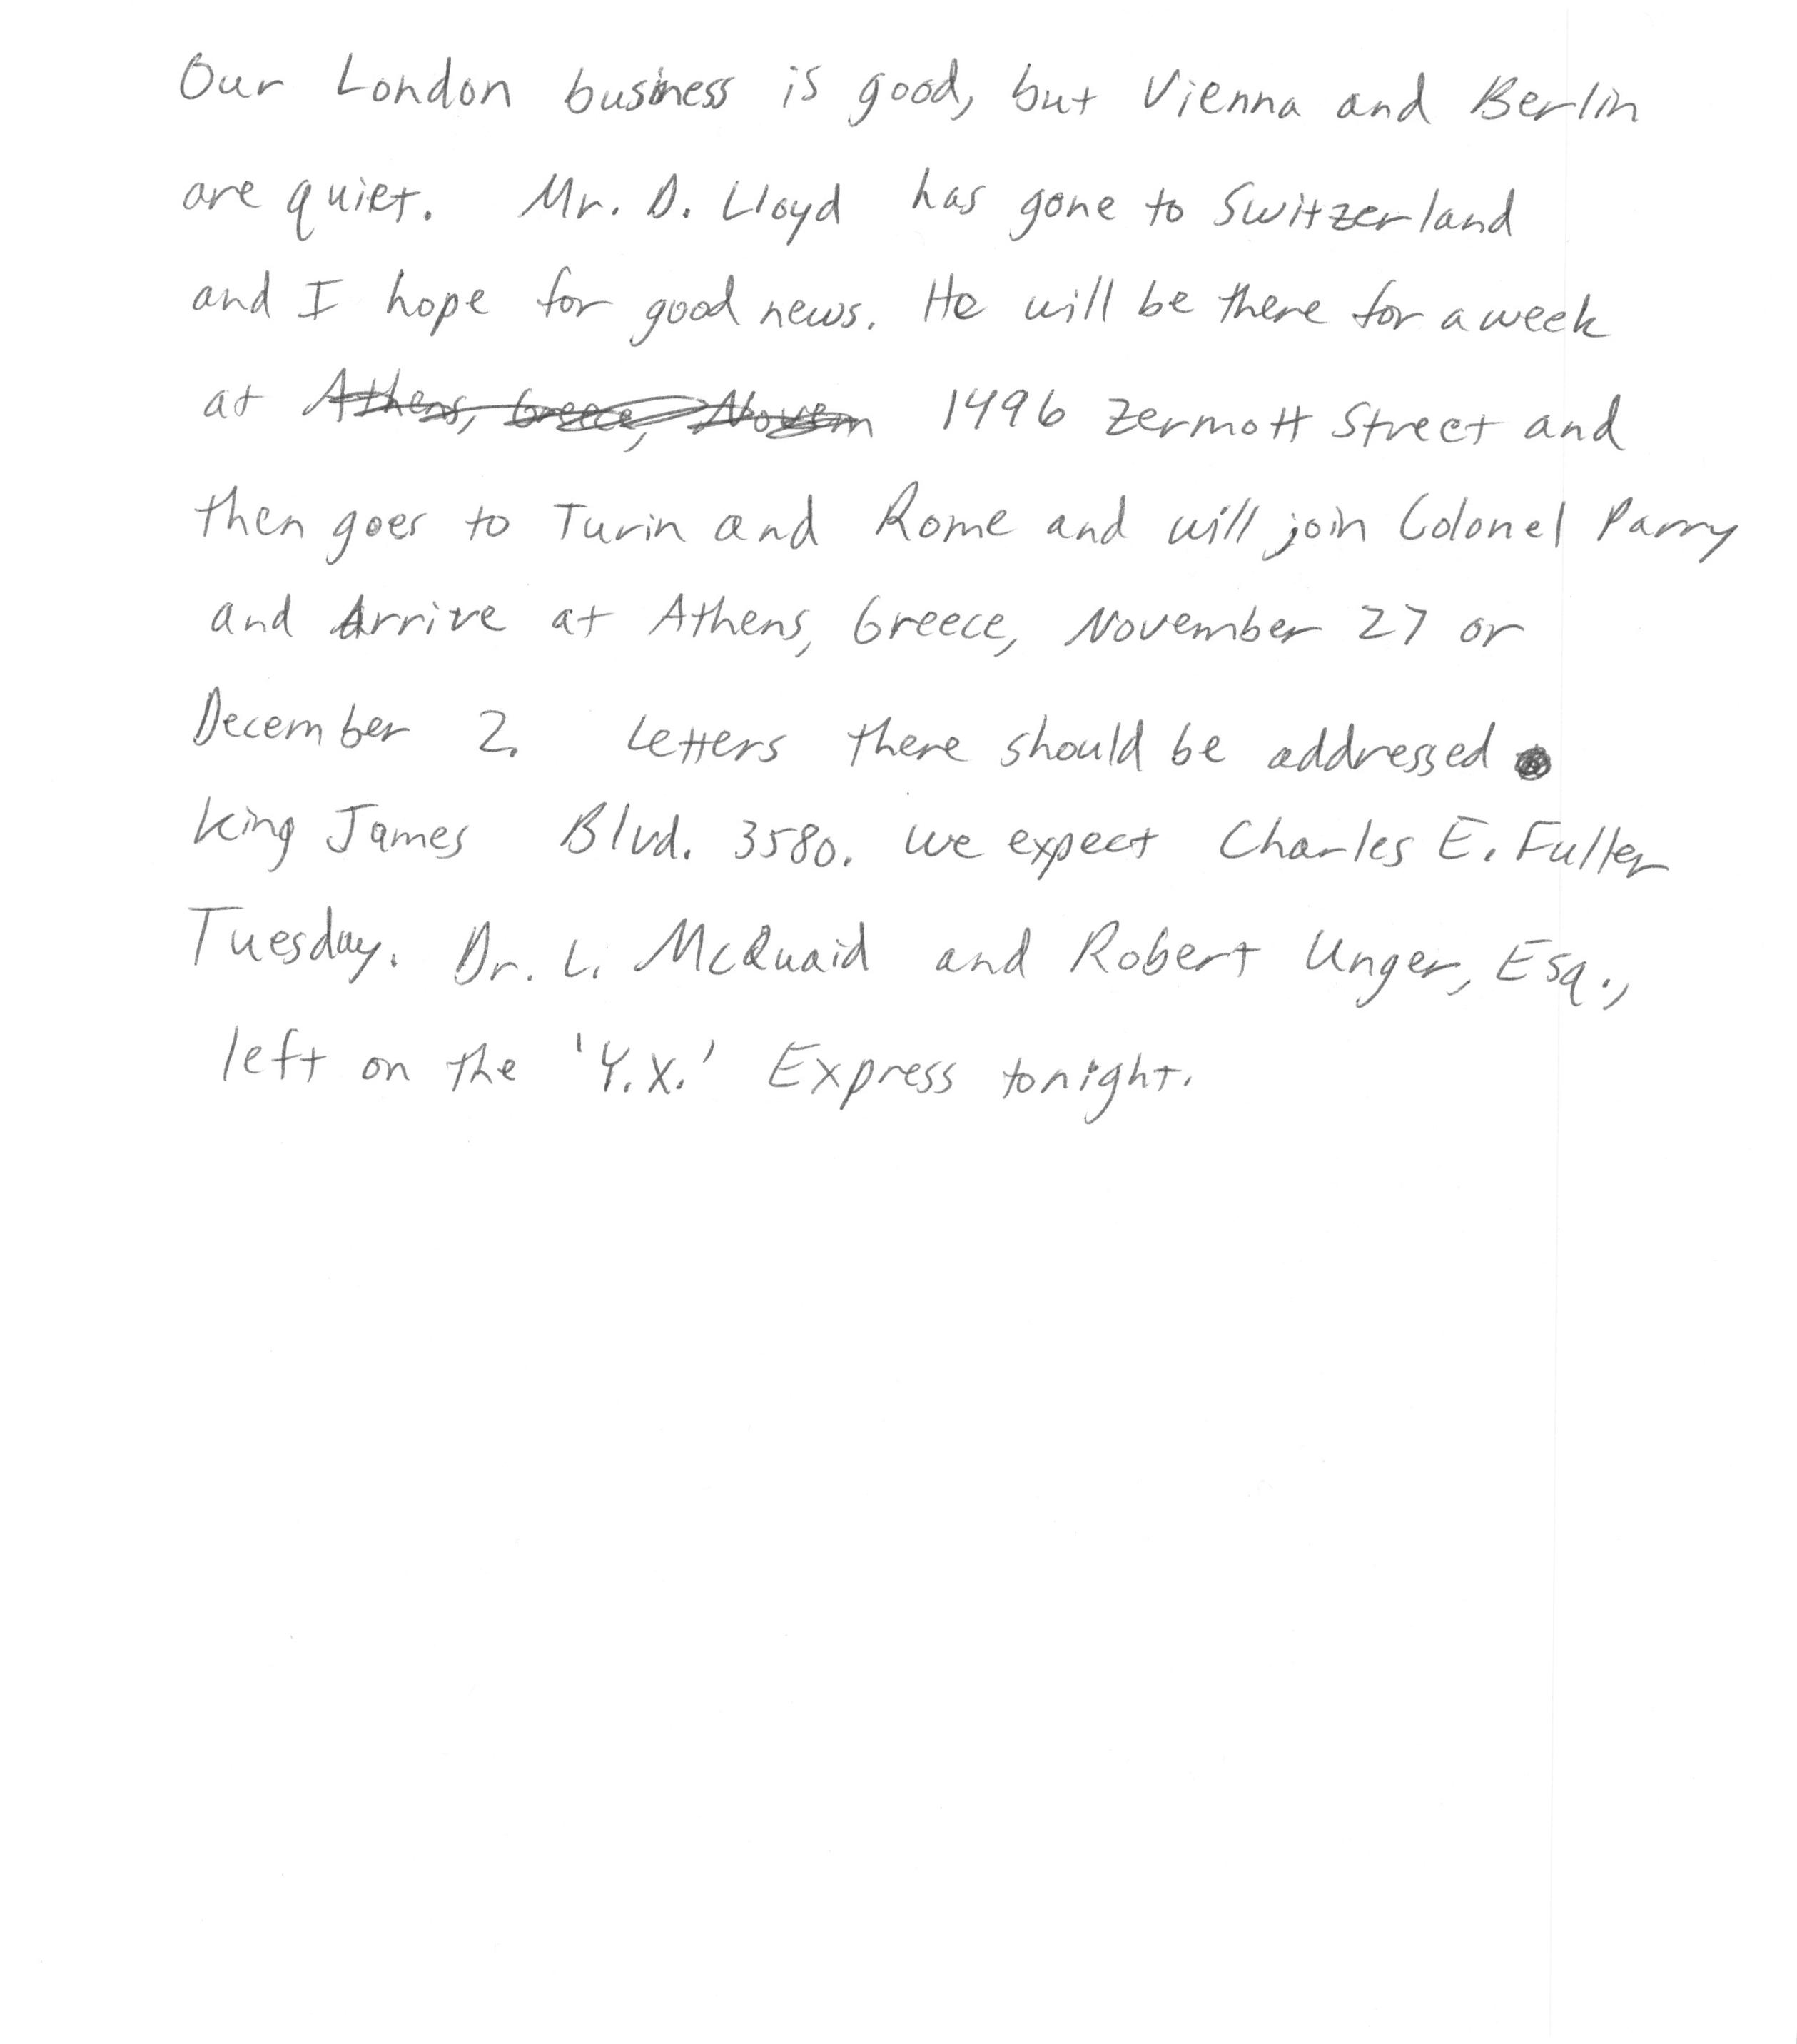 Our London business is good, but Vienna and Berlin
are quiet. Mr. D. Lloyd has gone to Switzerland
and I hope for good news. He will be there for a week
at Athens, Greece, Novem 1496 Zermott Street and
then goes to Turin and Rome and will join Colonel Parry
and Arrive at Athens, Greece, November 27 or
December 2. Letters there should be addressed
King James Blvd. 3580. We expect Charles E. Fuller
Tuesday. Dr. L. McQuaid and Robert Unger, Esq.,
left on the 'Y.X.' Express tonight.